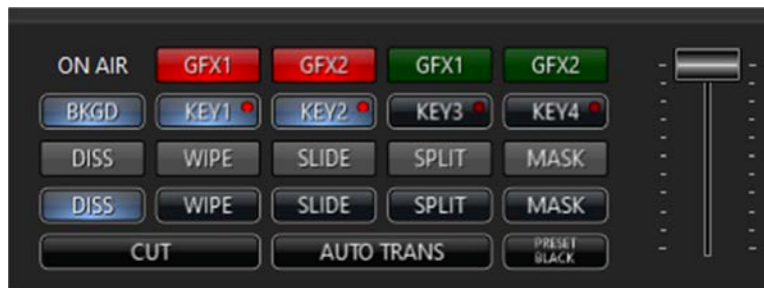 ON AIR GFX1 GFX2 GFX1 GFX2
BKGD KEY1 KEY2 KEY3 KEY4
DISS WIPE SLIDE SPLIT MASK
DISS WIPE SLIDE SPLIT MASK
CUT AUTO TRANS PRESET
BLACK